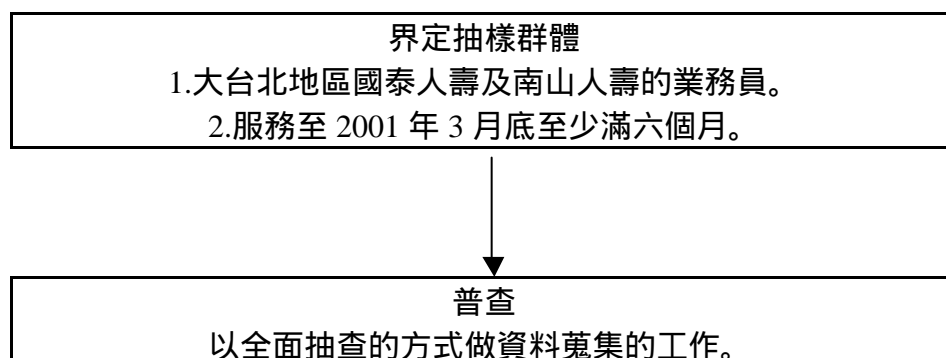 界定抽樣群體
1.大台北地區國泰人壽及南山人壽的業務員。
2.服務至 2001 年 3 月底至少滿六個月。
普查
以全面抽查的方式做資料蒐集的工作。